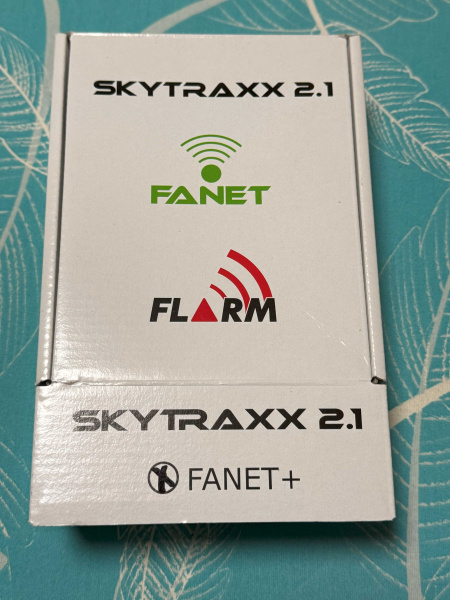 SKYTRAXX 2.1
FANET
FLARM
SKYTRAXX 2.1
FANET+